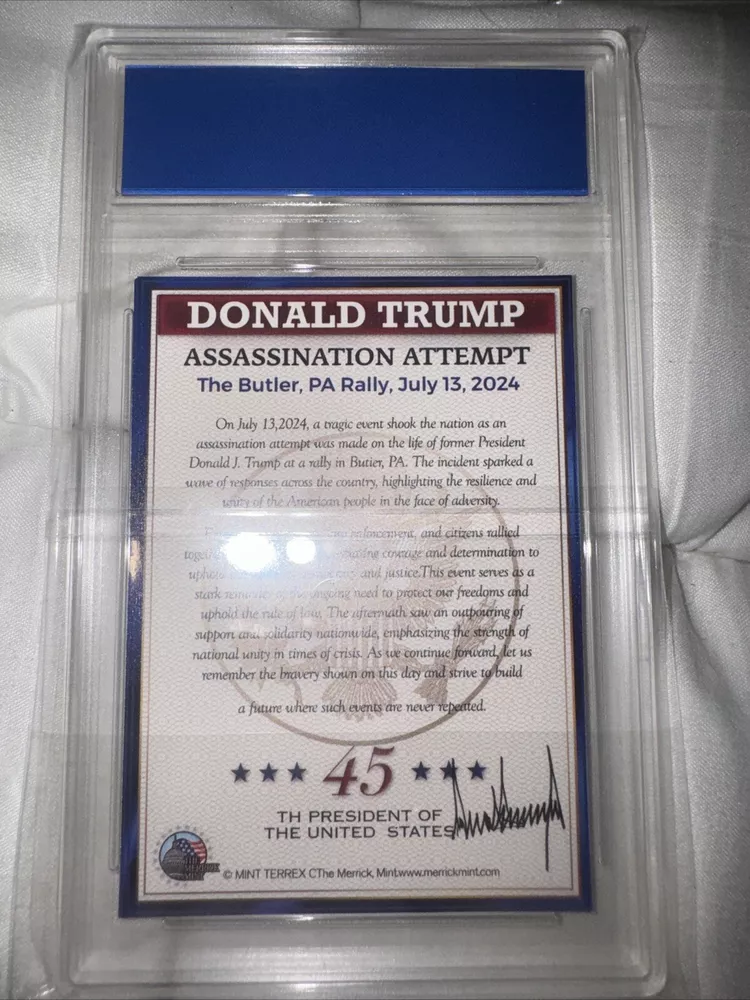 DONALD TRUMP
ASSASSINATION ATTEMPT
The Butler, PA Rally, July 13, 2024
On July 13,2024, a tragic event shook the nation as an
assassination attempt was made on the life of former President
Donald J. Trump at a rally in Butler, PA. The incident sparked a
wave of responses across the country, highlighting the resilience and
unity of the American people in the face of adversity.
enforcement, and citizens rallied
courage and determination to
and justice.This event serves as a
stark of the ongoing need to protect our freedoms and
uphold the rule of law. The aftermath saw an outpouring of
support and solidarity nationwide, emphasizing the strength of
national unity in times of crisis. As we continue forward, let us
remember the bravery shown on this day and strive to build
a future where such events are never repeated.
★★★ 45 ★★★
TH PRESIDENT OF
THE UNITED STATES
THE
MERRICK
MINT
© MINT TERREX CThe Merrick, Mint.www.merrickmint.com